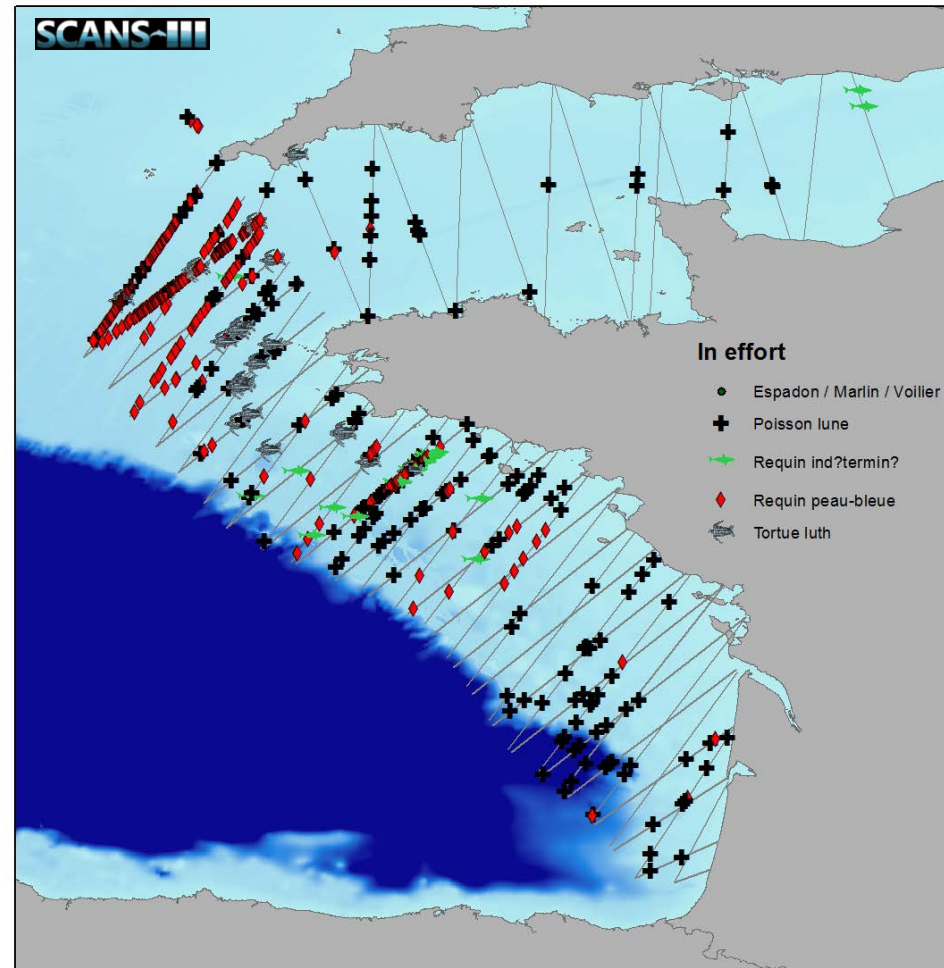 SCANS-III
In effort
Espadon / Marlin / Voilier
Poisson lune
Requin ind?termin?
Requin peau-bleue
Tortue luth